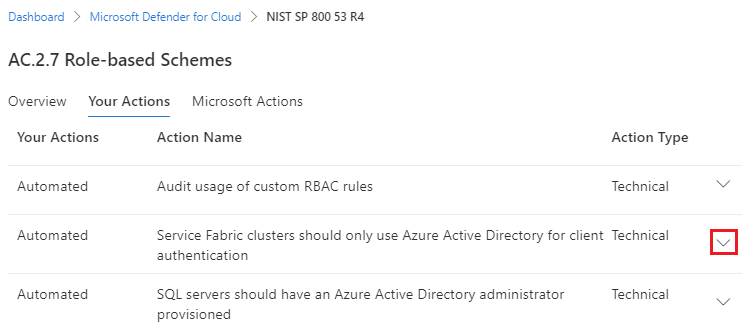 Dashboard > Microsoft Defender for Cloud > NIST SP 800 53 R4
AC.2.7 Role-based Schemes
Overview Your Actions Microsoft Actions
Your Actions Action Name Action Type
Automated Audit usage of custom RBAC rules Technical
Automated Service Fabric clusters should only use Azure Active Directory for client Technical
authentication
Automated SQL servers should have an Azure Active Directory administrator Technical
provisioned